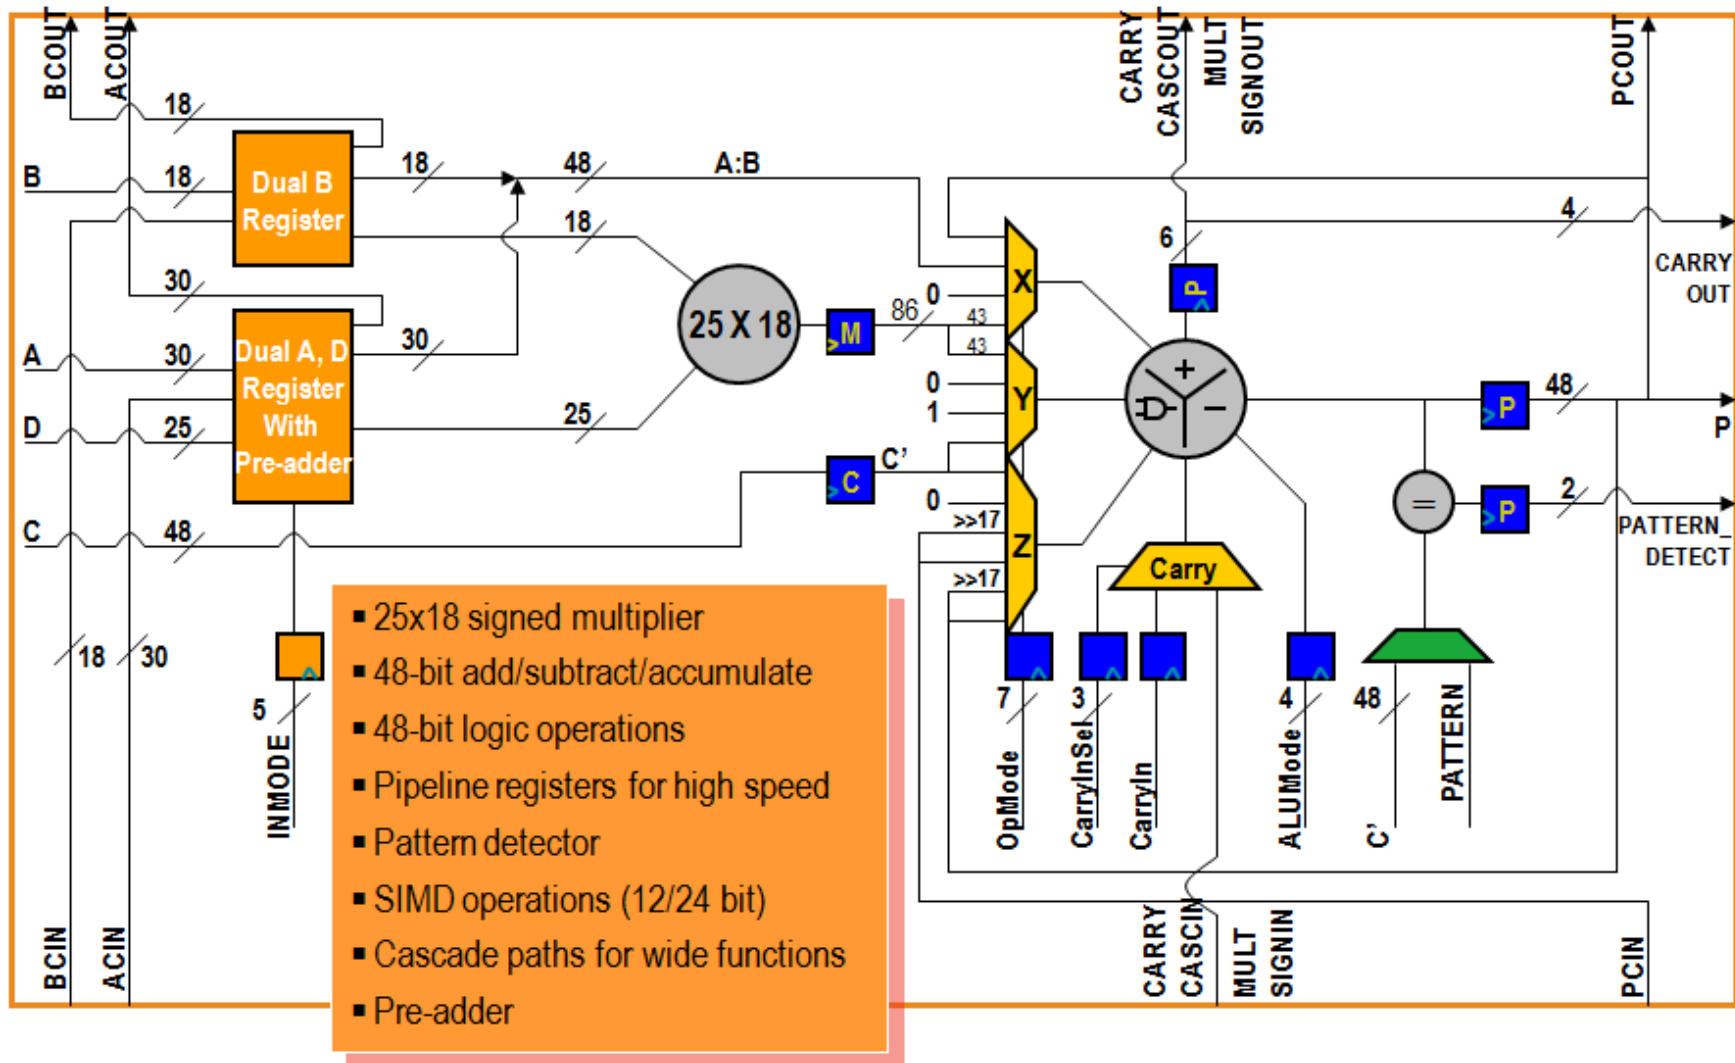 BCOUT
ACOUT
CARRY
CASCOUT
MULT
SIGNOUT
PCOUT
18
B
18
Dual B
Register
18
48
A:B
18
4
6
P
CARRY
OUT
30
A
30
Dual A, D
Register
With
Pre-adder
30
D
25
25
25 X 18
M
86
0
43
43
X
0
1
Y
+
−
P
48
P
C
C'
0
>>17
>>17
Z
=
P
2
PATTERN_
DETECT
C
48
Carry
18
30
5
INMODE
7
OpMode
3
CarryInSel
CarryIn
4
ALUMode
48
C'
PATTERN
▪ 25x18 signed multiplier
▪ 48-bit add/subtract/accumulate
▪ 48-bit logic operations
▪ Pipeline registers for high speed
▪ Pattern detector
▪ SIMD operations (12/24 bit)
▪ Cascade paths for wide functions
▪ Pre-adder
BCIN
ACIN
CARRY
CASCIN
MULT
SIGNIN
PCIN